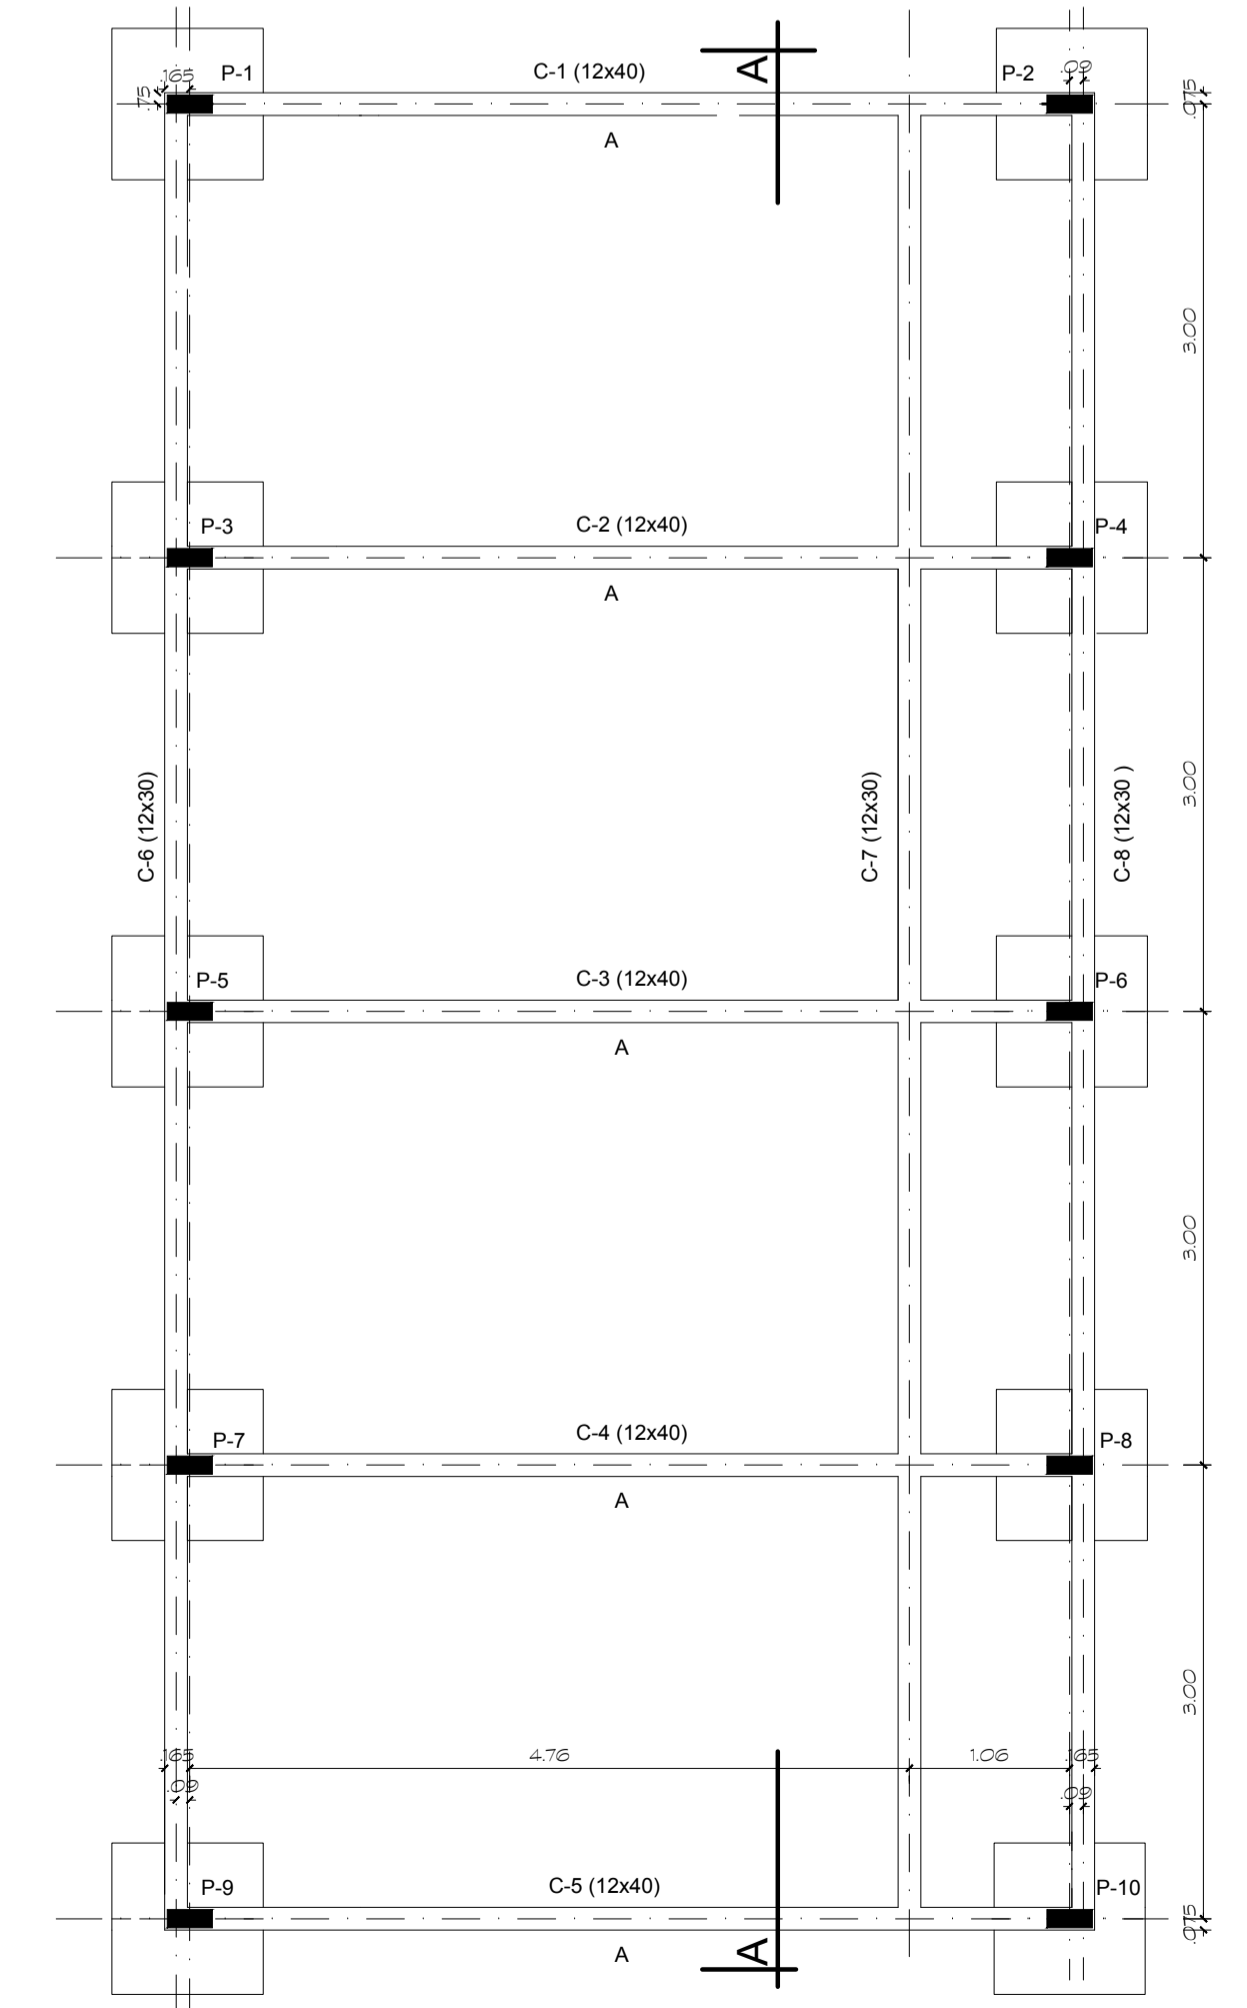 A
.165
P-1
C-1 (12x40)
P-2
.09
.75
.075
A
3.00
P-3
C-2 (12x40)
P-4
A
C-6 (12x30)
C-7 (12x30)
C-8 (12x30 )
3.00
P-5
C-3 (12x40)
P-6
A
3.00
P-7
C-4 (12x40)
P-8
A
3.00
.165
4.76
1.06
.165
.09
.09
P-9
C-5 (12x40)
P-10
.075
A
A